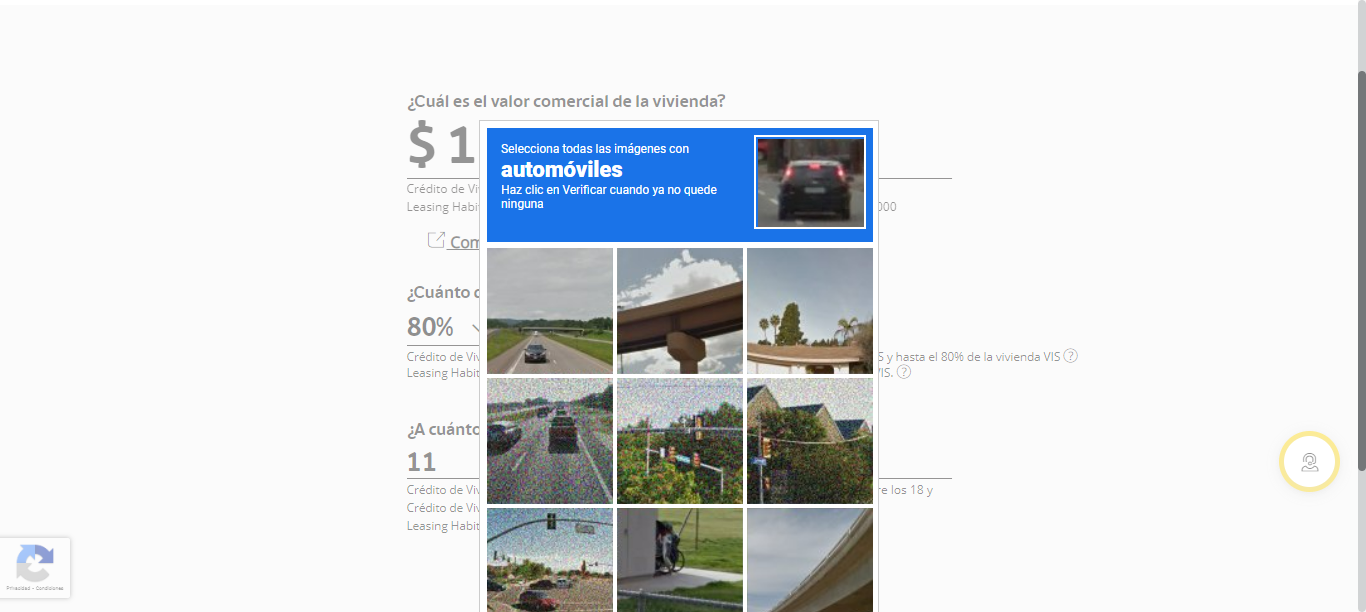 ¿Cuál es el valor comercial de la vivienda?
$ 1
Crédito de Vi
Leasing Habi
000
Com
¿Cuánto
80%
Crédito de Viv
S y hasta el 80% de la vivienda VIS ?
Leasing Habit
VIS. ?
¿A cuánto
11
Crédito de Viv
re los 18 y
Crédito de Viv
Leasing Habit
Selecciona todas las imágenes con
automóviles
Haz clic en Verificar cuando ya no quede
ninguna
Privacidad - Condiciones